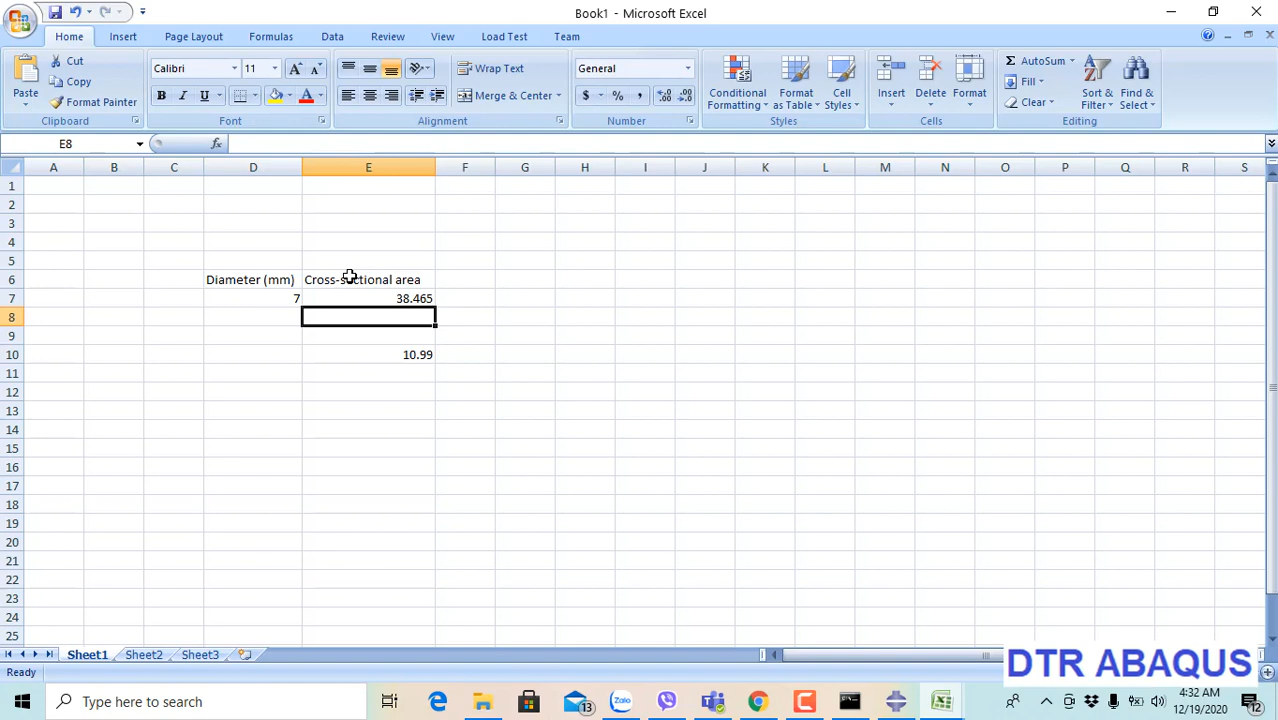 Book1 - Microsoft Excel
Home Insert Page Layout Formulas Data Review View Load Test Team
Paste Cut Calibri 11 Wrap Text General Conditional Formatting Format as Table Cell Styles Insert Delete Format Σ AutoSum Sort & Filter Find & Select
Copy Fill
Format Painter B I U A Merge & Center $ % , Clear
Clipboard Font Alignment Number Styles Cells Editing
E8 fx
A B C D E F G H I J K L M N O P Q R S
1
2
3
4
5
6 Diameter (mm) Cross-sectional area
7 7 38.465
8
9
10 10.99
11
12
13
14
15
16
17
18
19
20
21
22
23
24
25
Sheet1 Sheet2 Sheet3
Ready
DTR ABAQUS
Type here to search 13 Zalo 4:32 AM
12/19/2020 12